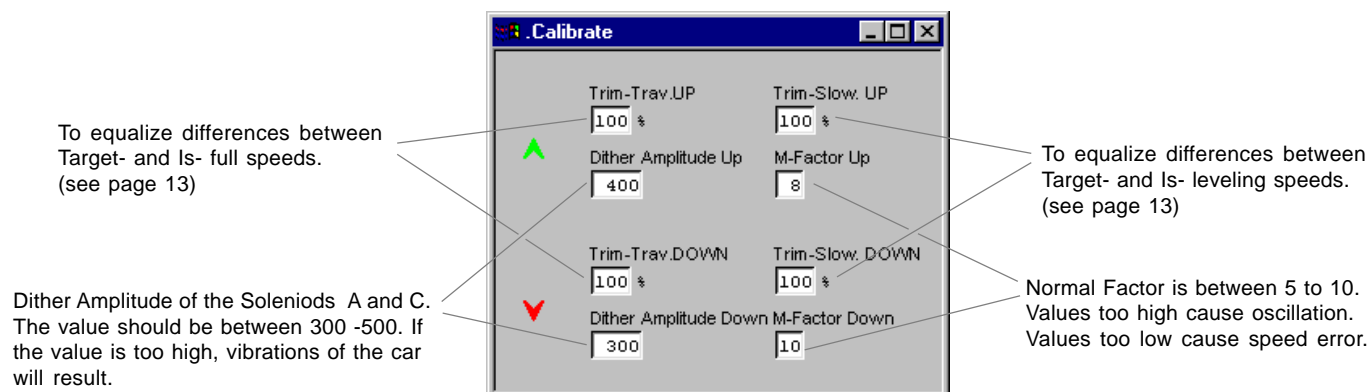 .Calibrate
To equalize differences between
Target- and Is- full speeds.
(see page 13)
Dither Amplitude of the Soleniods A and C.
The value should be between 300 -500. If
the value is too high, vibrations of the car
will result.
Trim-Trav.UP
100 %
Trim-Slow. UP
100 %
Dither Amplitude Up
400
M-Factor Up
8
Trim-Trav.DOWN
100 %
Trim-Slow. DOWN
100 %
Dither Amplitude Down
300
M-Factor Down
10
To equalize differences between
Target- and Is- leveling speeds.
(see page 13)
Normal Factor is between 5 to 10.
Values too high cause oscillation.
Values too low cause speed error.